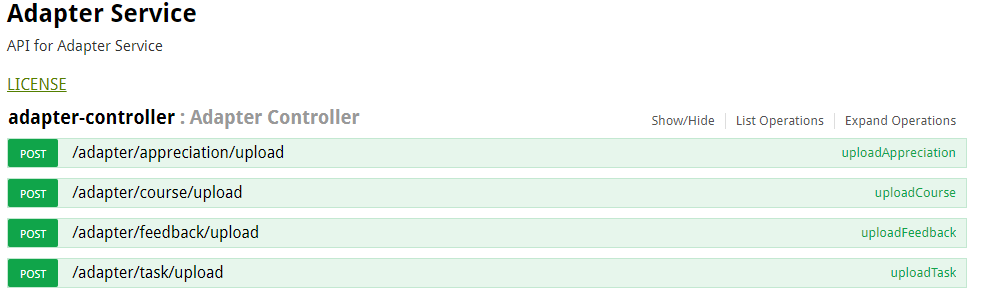 Adapter Service
API for Adapter Service
LICENSE
adapter-controller : Adapter Controller Show/Hide List Operations Expand Operations
POST /adapter/appreciation/upload uploadAppreciation
POST /adapter/course/upload uploadCourse
POST /adapter/feedback/upload uploadFeedback
POST /adapter/task/upload uploadTask